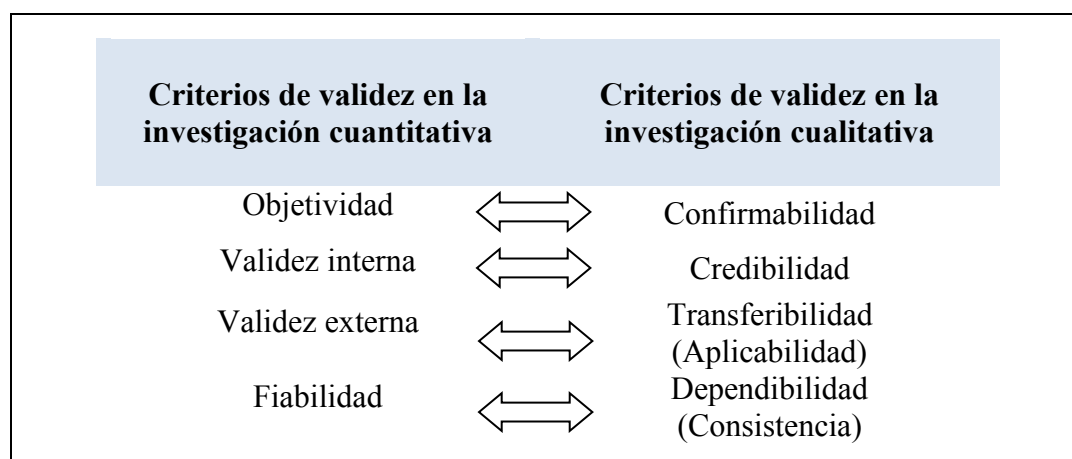 Criterios de validez en la
investigación cuantitativa
Criterios de validez en la
investigación cualitativa
Objetividad
Confirmabilidad
Validez interna
Credibilidad
Validez externa
Transferibilidad
(Aplicabilidad)
Fiabilidad
Dependibilidad
(Consistencia)